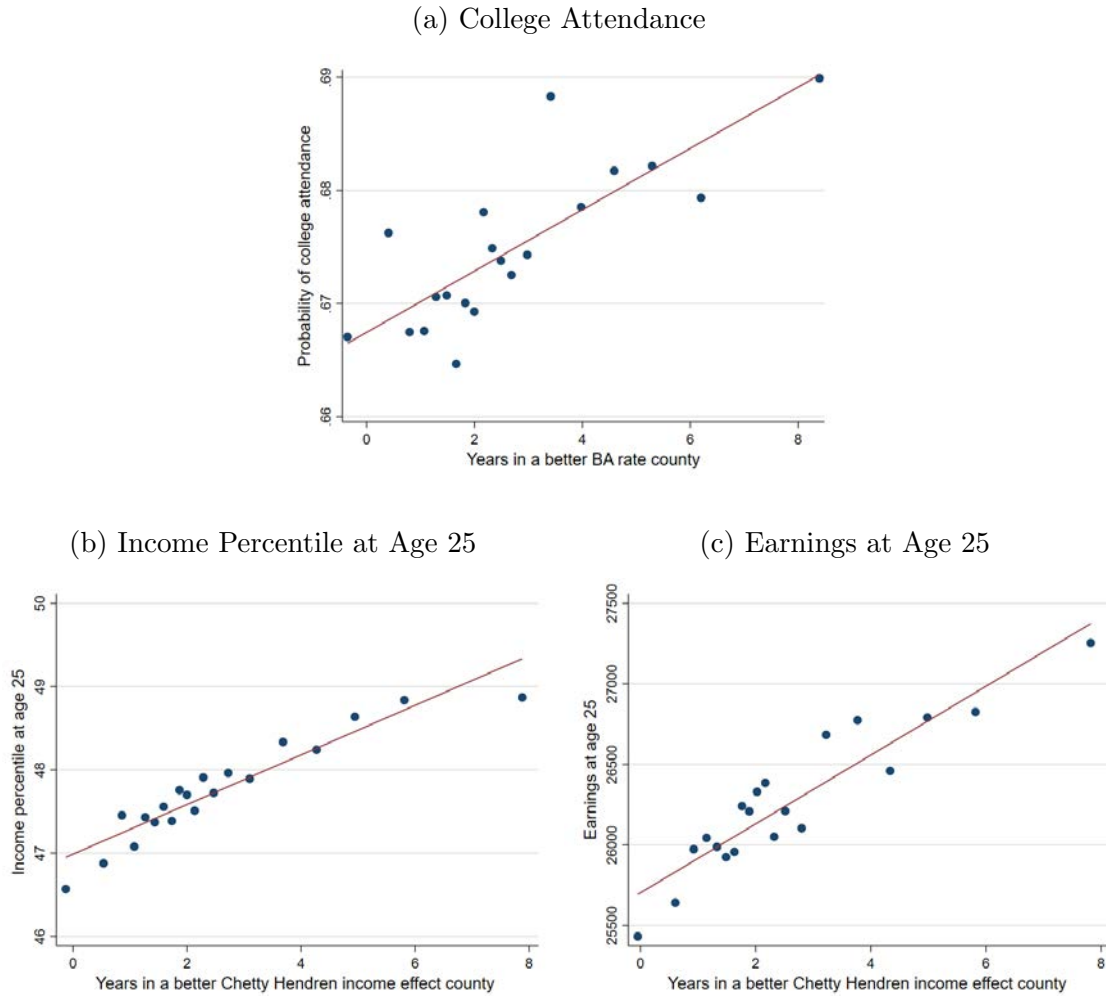 (a) College Attendance
.69
.68
.67
.66
Probability of college attendance
0 2 4 6 8
Years in a better BA rate county
(b) Income Percentile at Age 25
50
49
48
47
46
Income percentile at age 25
0 2 4 6 8
Years in a better Chetty Hendren income effect county
(c) Earnings at Age 25
27500
27000
26500
26000
25500
Earnings at age 25
0 2 4 6 8
Years in a better Chetty Hendren income effect county